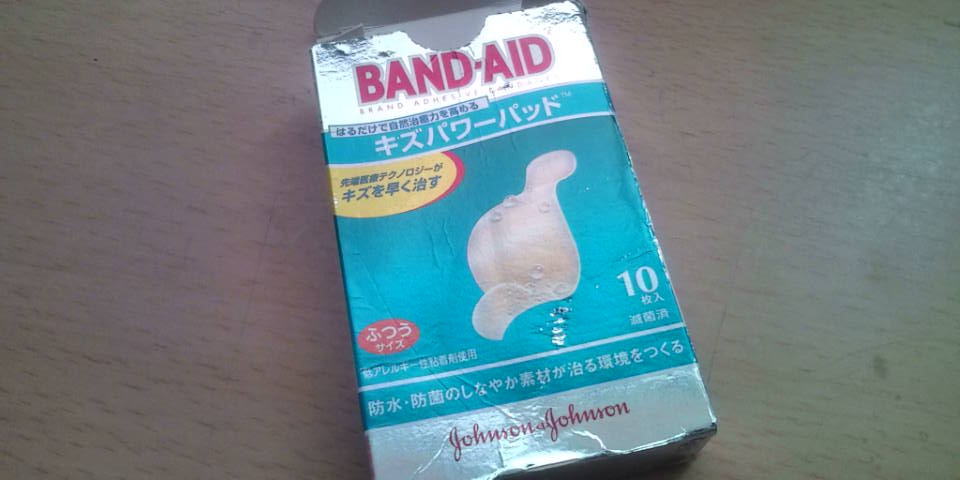 BAND-AID
BRAND ADHESIVE BANDAGES
はるだけで自然治癒力を高める
キズパワーパッド™
先端医療テクノロジーが
キズを早く治す
10
枚入
滅菌済
ふつう
サイズ
低アレルギー性粘着剤使用
防水・防菌のしなやか素材が治る環境をつくる
Johnson & Johnson